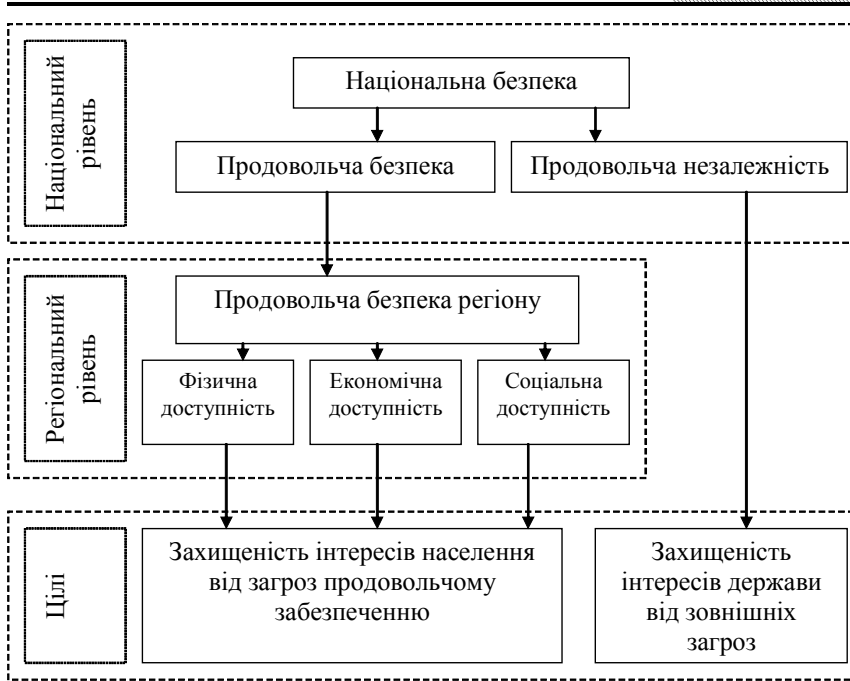 Національний
рівень
Національна безпека
Продовольча безпека
Продовольча незалежність
Регіональний
рівень
Продовольча безпека регіону
Фізична
доступність
Економічна
доступність
Соціальна
доступність
Цілі
Захищеність інтересів населення
від загроз продовольчому
забезпеченню
Захищеність
інтересів держави
від зовнішніх
загроз